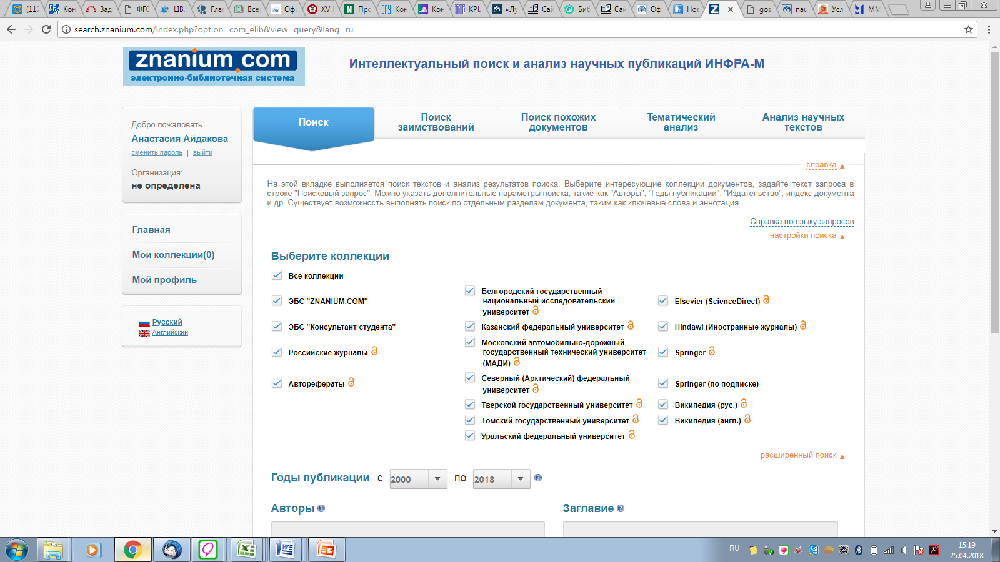 (112
Кон
Зад
ФГО
LIB.I
Гла
Все
Оф
XV
Про
Кон
Кон
КРЬ
«Лу
Сай
Биб
Сай
Оф
Нов
gos
nau
Усл
ММ
search.znanium.com/index.php?option=com_elib&view=query&lang=ru
znanium.com
электронно-библиотечная система
Интеллектуальный поиск и анализ научных публикаций ИНФРА-М
Добро пожаловать
Анастасия Айдакова
сменить пароль | выйти
Организация:
не определена
Главная
Мои коллекции(0)
Мой профиль
Русский
Английский
Поиск
Поиск
заимствований
Поиск похожих
документов
Тематический
анализ
Анализ научных
текстов
справка ▲
На этой вкладке выполняется поиск текстов и анализ результатов поиска. Выберите интересующие коллекции документов, задайте текст запроса в
строке "Поисковый запрос". Можно указать дополнительные параметры поиска, такие как "Авторы", "Годы публикации", "Издательство", индекс документа
и др. Существует возможность выполнять поиск по отдельным разделам документа, таким как ключевые слова и аннотация.
Справка по языку запросов
настройки поиска ▲
Выберите коллекции
Все коллекции
ЭБС "ZNANIUM.COM"
ЭБС "Консультант студента"
Российские журналы
Авторефераты
Белгородский государственный
национальный исследовательский
университет
Казанский федеральный университет
Московский автомобильно-дорожный
государственный технический университет
(МАДИ)
Северный (Арктический) федеральный
университет
Тверской государственный университет
Томский государственный университет
Уральский федеральный университет
Elsevier (ScienceDirect)
Hindawi (Иностранные журналы)
Springer
Springer (по подписке)
Википедия (рус.)
Википедия (англ.)
расширенный поиск ▲
Годы публикации с 2000 по 2018
Авторы
Заглавие
RU
15:19
25.04.2018